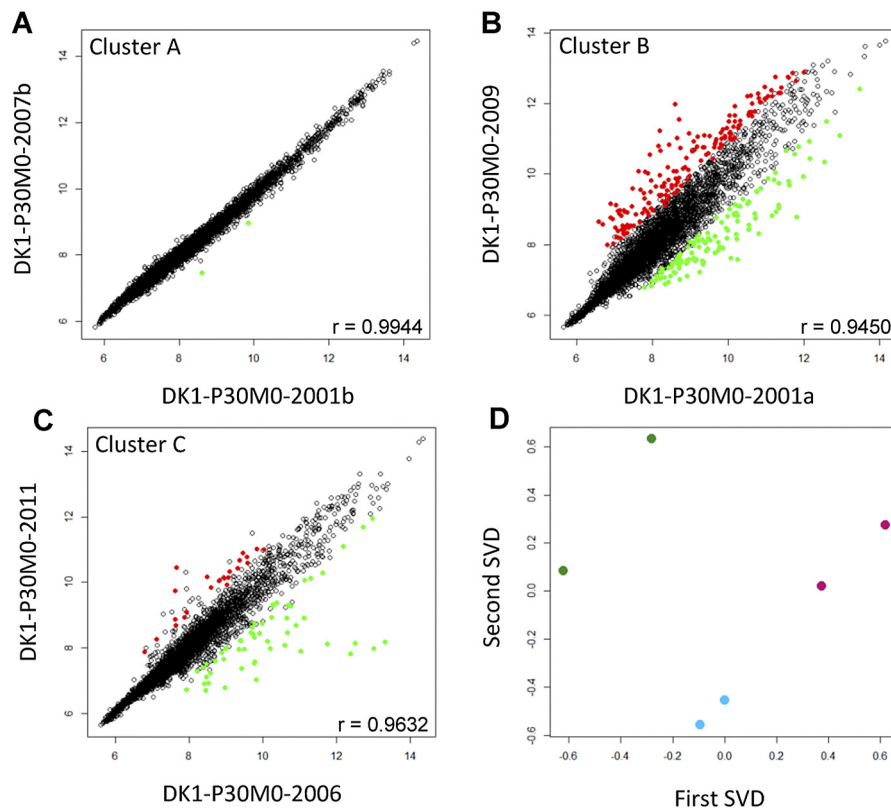 A
Cluster A
DK1-P30M0-2007b
14
12
10
8
6
6 8 10 12 14
r = 0.9944
DK1-P30M0-2001b
B
Cluster B
DK1-P30M0-2009
14
12
10
8
6
6 8 10 12 14
r = 0.9450
DK1-P30M0-2001a
C
Cluster C
DK1-P30M0-2011
14
12
10
8
6
6 8 10 12 14
r = 0.9632
DK1-P30M0-2006
D
Second SVD
0.6
0.4
0.2
0.0
-0.2
-0.4
-0.6
-0.6 -0.4 -0.2 0.0 0.2 0.4 0.6
First SVD